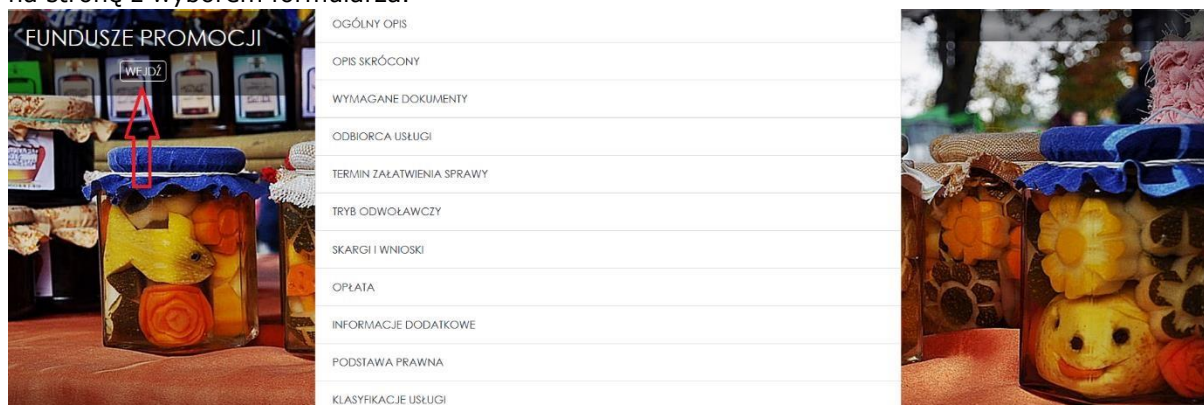 na stronę z wyborem formularza.
FUNDUSZE PROMOCJI
WEJDŹ
OGÓLNY OPIS
OPIS SKRÓCONY
WYMAGANE DOKUMENTY
ODBIORCA USŁUGI
TERMIN ZAŁATWIENIA SPRAWY
TRYB ODWOŁAWCZY
SKARGI I WNIOSKI
OPŁATA
INFORMACJE DODATKOWE
PODSTAWA PRAWNA
KLASYFIKACJE USŁUGI